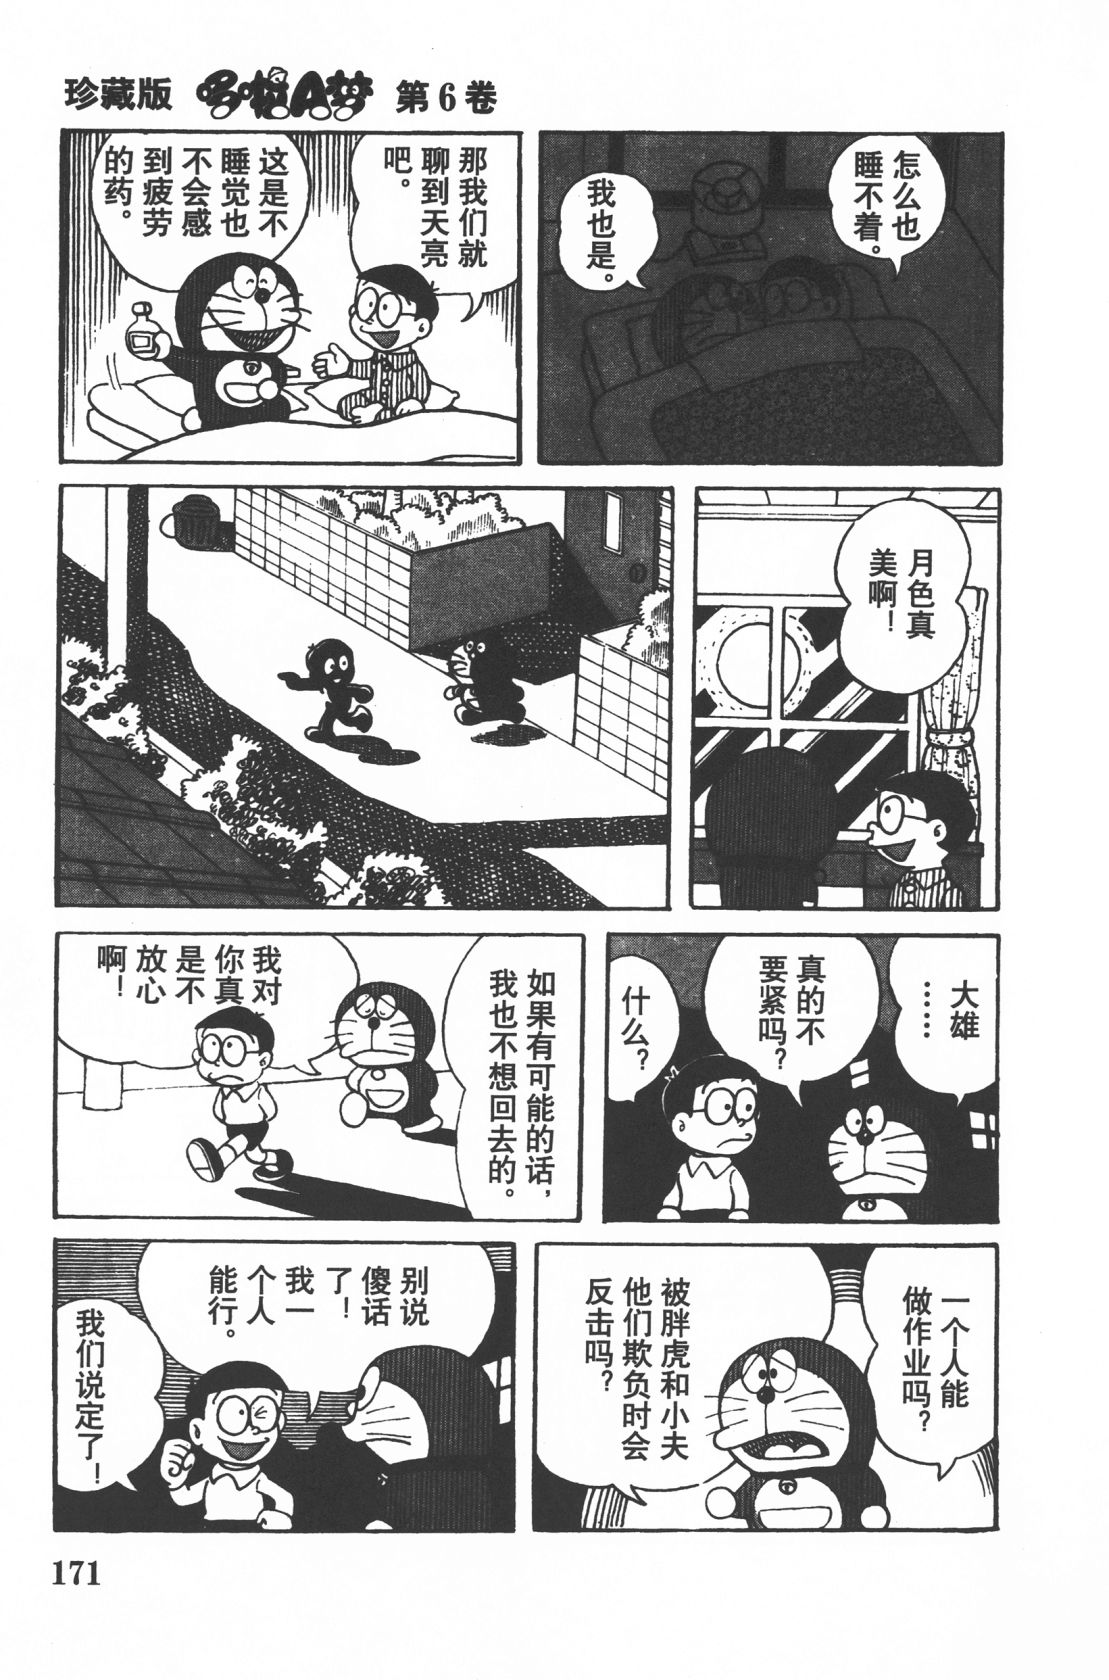 珍藏版 哆啦A梦 第6卷
怎么也
睡不着。
我也是。
那我们就
聊到天亮
吧。
这是不
睡觉也
不会感
到疲劳
的药。
月色真
美啊！
大雄
……
真的不
要紧吗？
什么？
如果有可能的话，
我也不想回去的。
我对
你真
是不
放心
啊！
一个人能
做作业吗？
被胖虎和小夫
他们欺负时会
反击吗？
别说
傻话
了！
我一
个人
能行。
我们说定了！
171